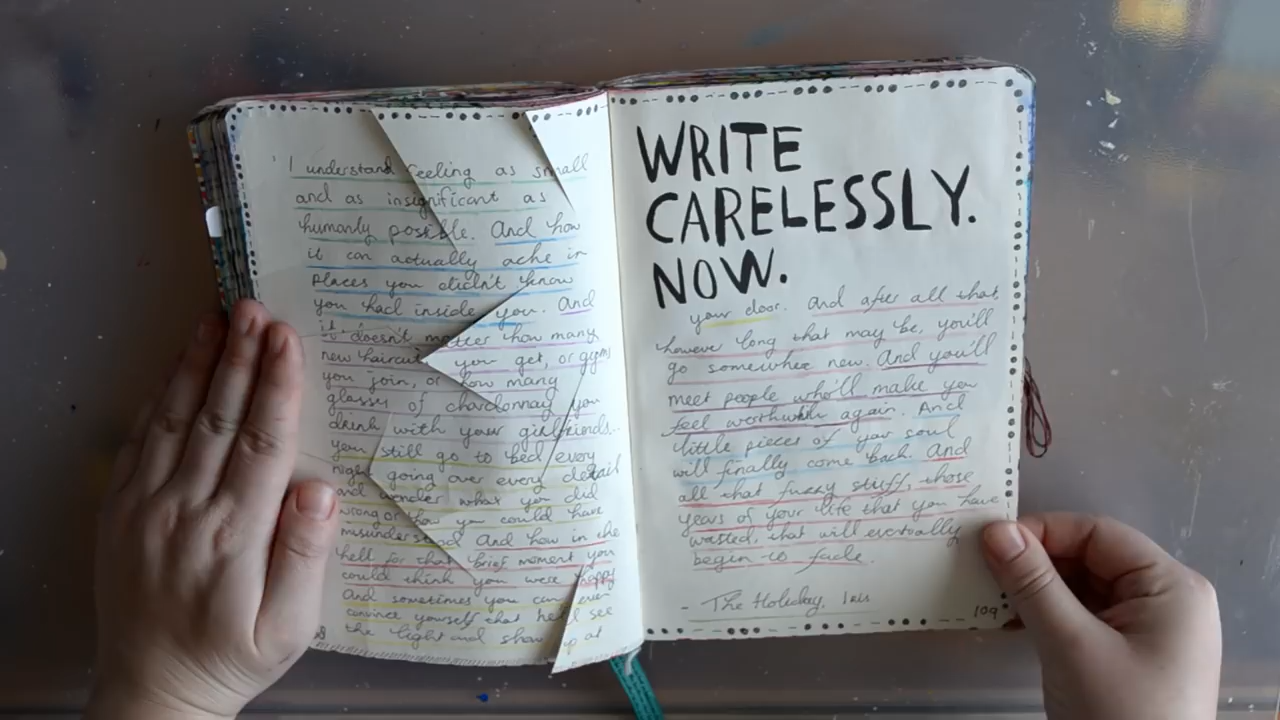 ' I understand feeling as small
and as insignificant as
humanly possible. And how
it can actually ache in
places you didn't know
you had inside you. And
it doesn't matter how many
new haircuts you get, or gyms
you join, or how many
glasses of chardonnay you
drink with your girlfriends...
you still go to bed every
night going over every detail
and wonder what you did
wrong or how you could have
misunderstood. And how in the
hell for that brief moment you
could think you were happy
And sometimes you can even
convince yourself that he'll see
the light and show up at
WRITE
CARELESSLY.
NOW.
your door. And after all that
however long that may be, you'll
go somewhere new. And you'll
meet people who'll make you
feel worthwhile again. And
little pieces of your soul
will finally come back. And
all that fuzzy stuff, those
years of your life that you have
wasted, that will eventually
begin to fade.
- The Holiday. Iris
109